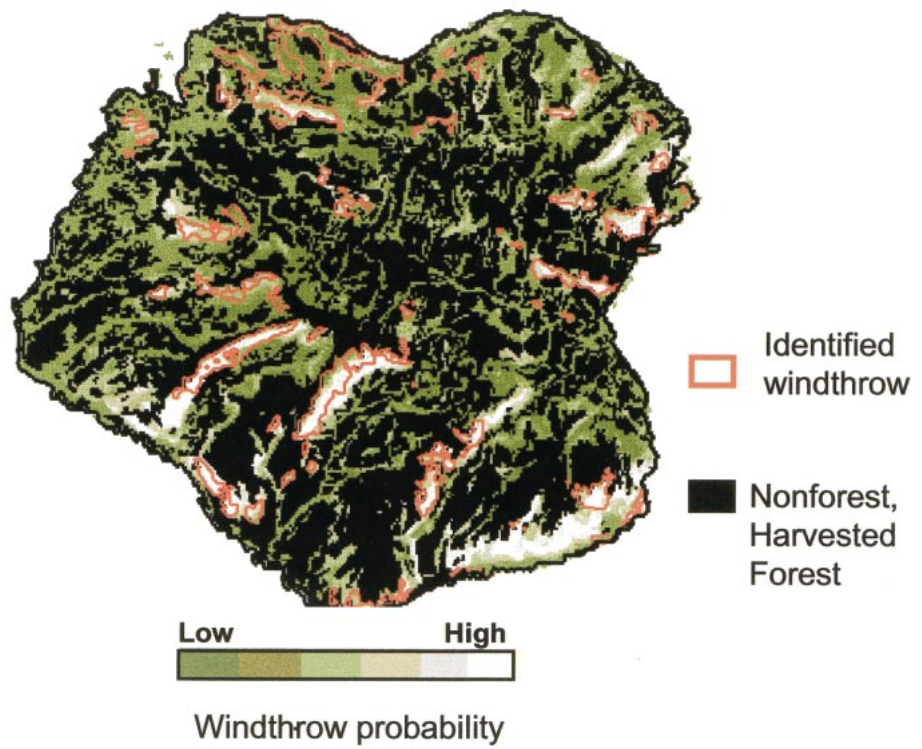 Identified
windthrow
Nonforest,
Harvested
Forest
Low High
Windthrow probability